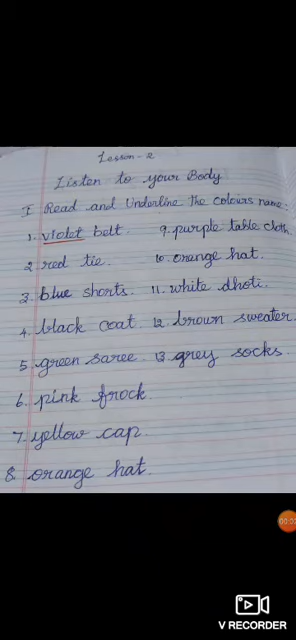 Lesson-2
Listen to your Body
I Read and Underline the colours name.
1. violet belt.
2. red tie.
3. blue shorts.
4. black coat.
5. green saree
6. pink frock.
7. yellow cap.
8. orange hat.
9. purple table cloth.
10. orange hat.
11. white dhoti.
12. brown sweater.
13. grey socks.
00:03
V RECORDER